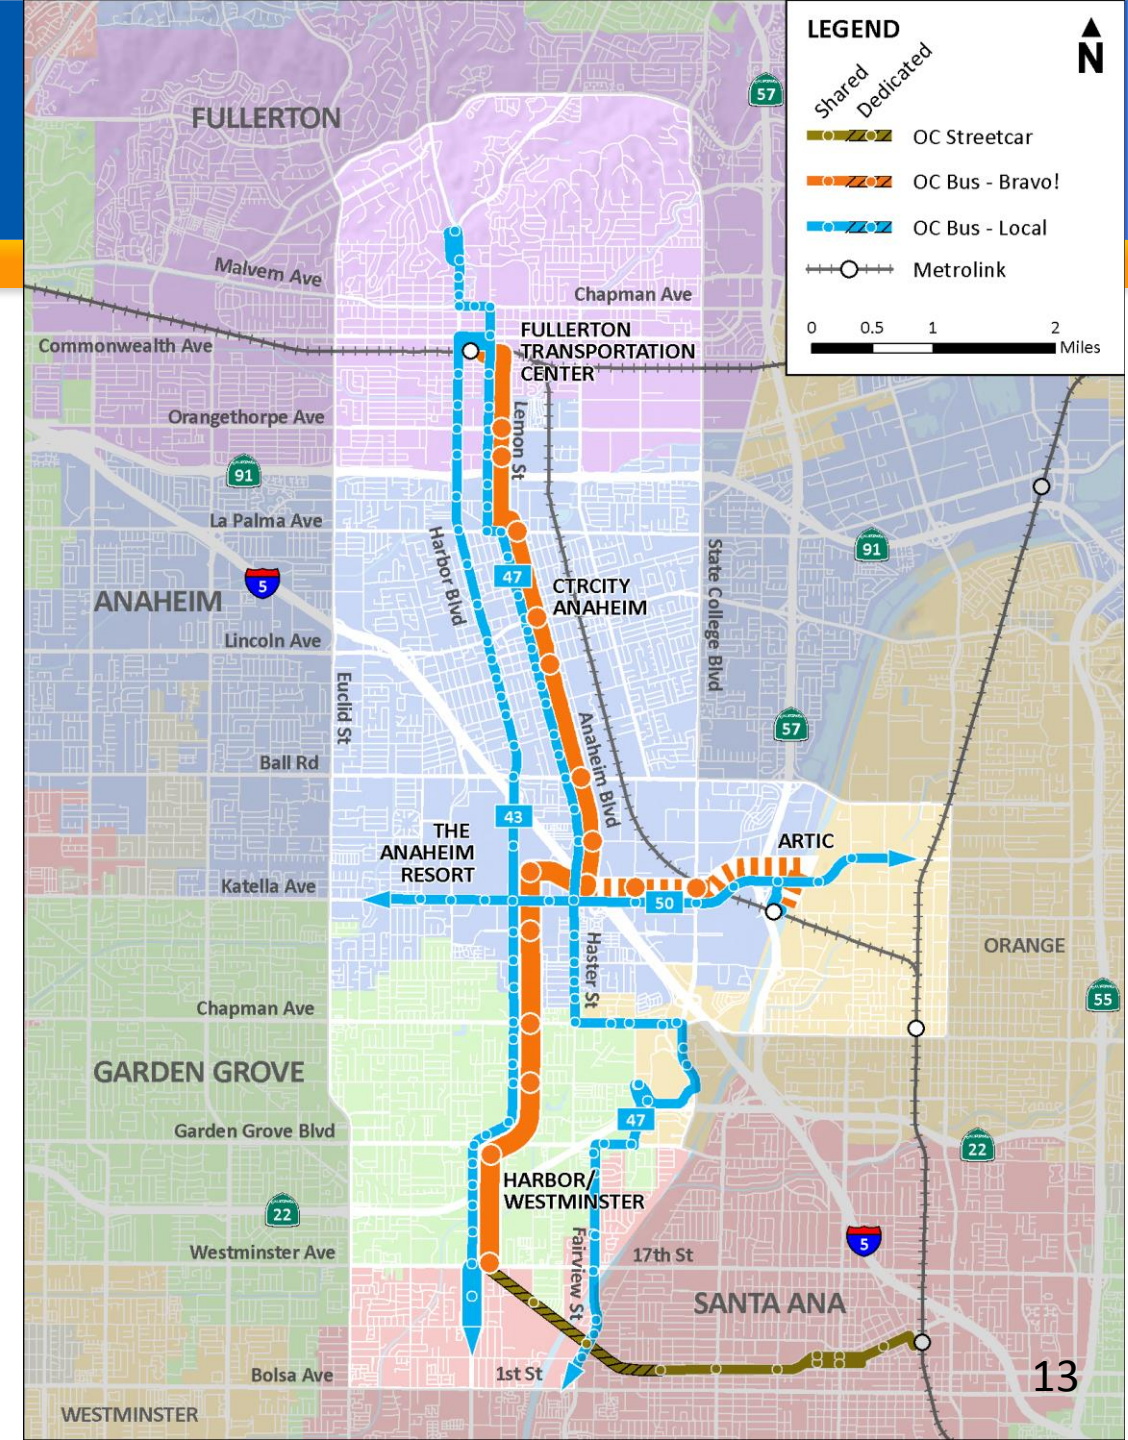 LEGEND
N
Shared
Dedicated
OC Streetcar
OC Bus - Bravo!
OC Bus - Local
Metrolink
0 0.5 1 2
Miles
57
FULLERTON
Malvern Ave
Chapman Ave
Commonwealth Ave
FULLERTON
TRANSPORTATION
CENTER
Orangethorpe Ave
Lemon St
91
La Palma Ave
Harbor Blvd
State College Blvd
91
5
47
CTRCITY
ANAHEIM
ANAHEIM
Lincoln Ave
Euclid St
57
Anaheim Blvd
Ball Rd
43
THE
ANAHEIM
RESORT
ARTIC
Katella Ave
50
Haster St
ORANGE
55
Chapman Ave
GARDEN GROVE
47
Garden Grove Blvd
22
HARBOR/
WESTMINSTER
22
Fairview St
Westminster Ave
17th St
5
SANTA ANA
Bolsa Ave
1st St
13
WESTMINSTER